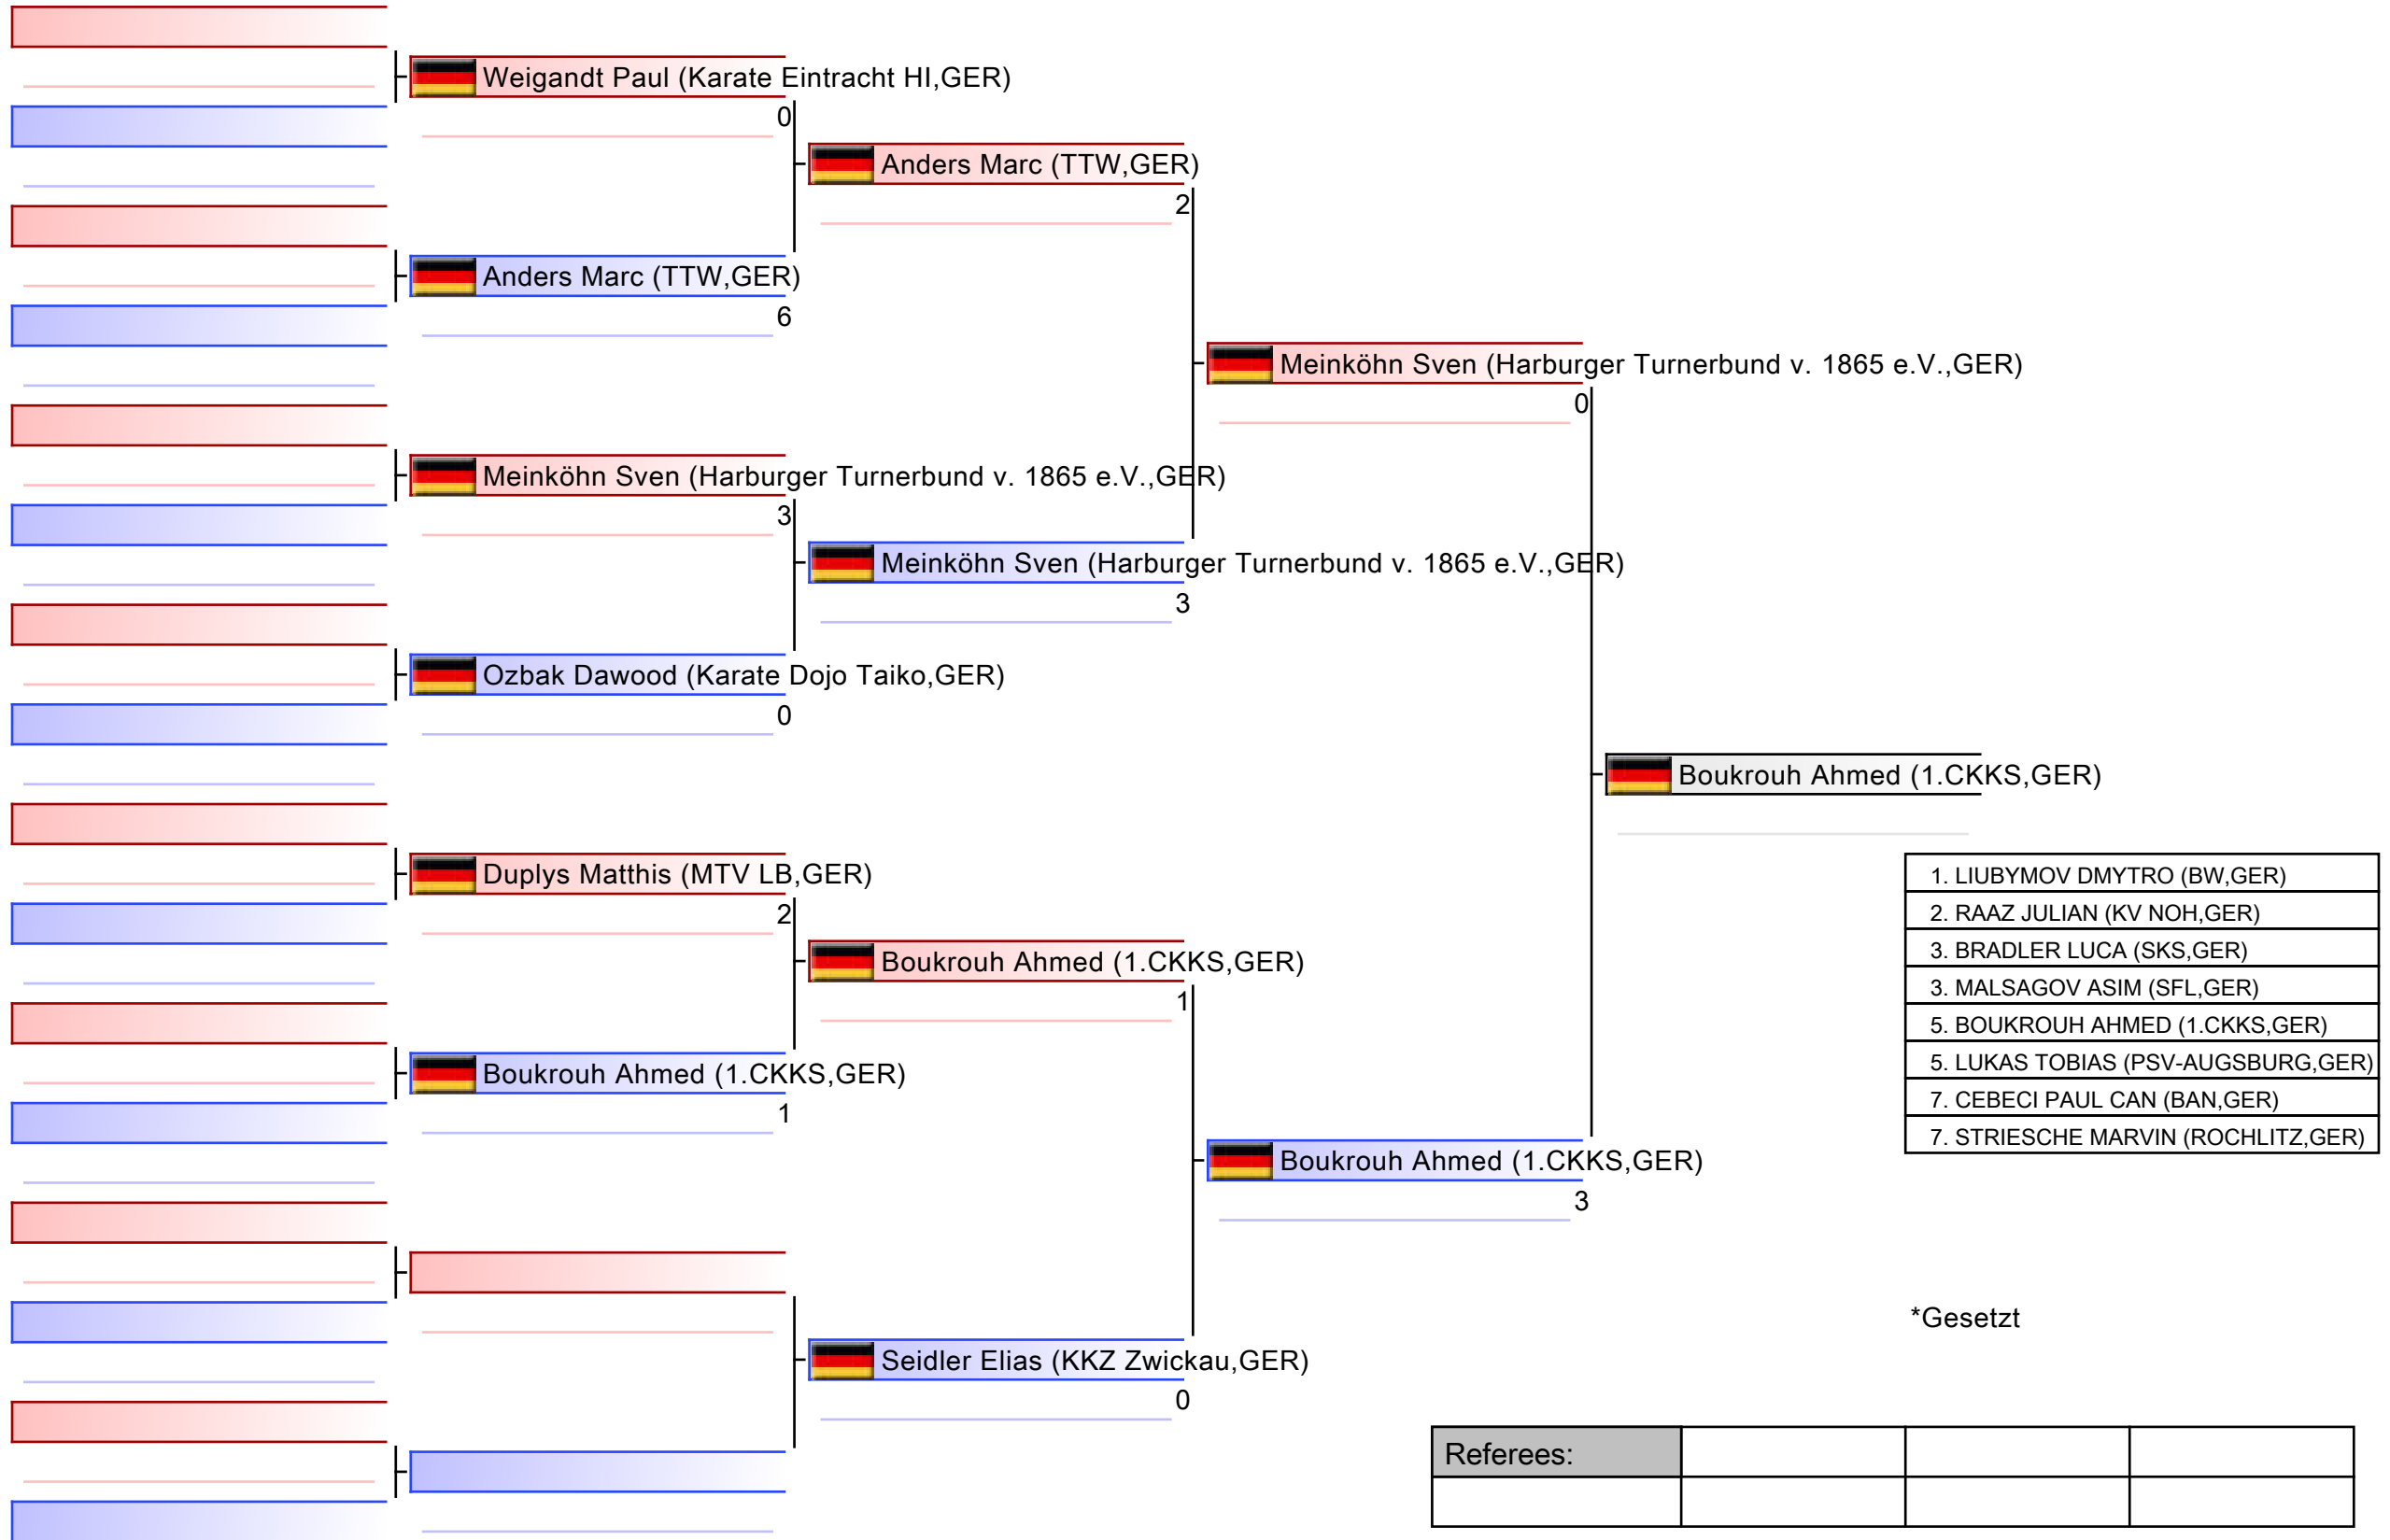 Weigandt Paul (Karate Eintracht HI,GER)
0
Anders Marc (TTW,GER)
2
Anders Marc (TTW,GER)
6
Meinköhn Sven (Harburger Turnerbund v. 1865 e.V.,GER)
0
Meinköhn Sven (Harburger Turnerbund v. 1865 e.V.,GER)
3
Meinköhn Sven (Harburger Turnerbund v. 1865 e.V.,GER)
3
Ozbak Dawood (Karate Dojo Taiko,GER)
0
Boukrouh Ahmed (1.CKKS,GER)
Duplys Matthis (MTV LB,GER)
2
Boukrouh Ahmed (1.CKKS,GER)
1
Boukrouh Ahmed (1.CKKS,GER)
1
Boukrouh Ahmed (1.CKKS,GER)
3
Seidler Elias (KKZ Zwickau,GER)
0
1. LIUBYMOV DMYTRO (BW,GER)
2. RAAZ JULIAN (KV NOH,GER)
3. BRADLER LUCA (SKS,GER)
3. MALSAGOV ASIM (SFL,GER)
5. BOUKROUH AHMED (1.CKKS,GER)
5. LUKAS TOBIAS (PSV-AUGSBURG,GER)
7. CEBECI PAUL CAN (BAN,GER)
7. STRIESCHE MARVIN (ROCHLITZ,GER)
*Gesetzt
Referees: